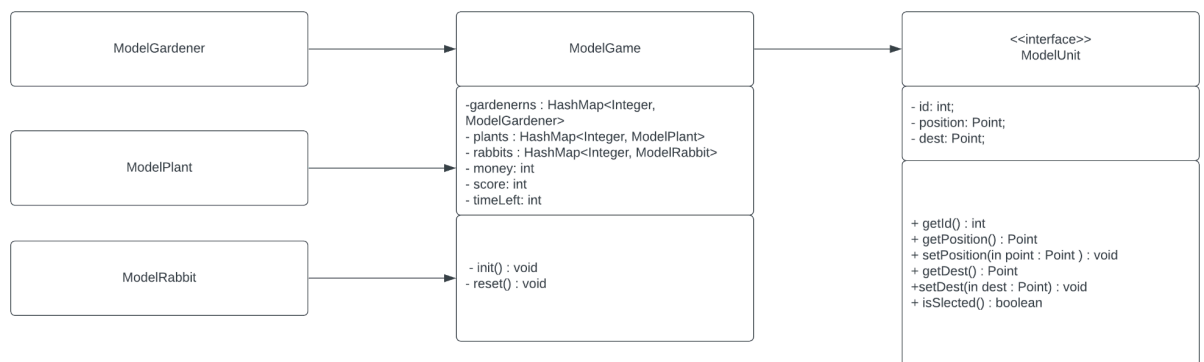 ModelGardener
ModelGame
<<interface>>
ModelUnit
-gardenerns : HashMap<Integer,
ModelGardener>
- plants : HashMap<Integer, ModelPlant>
- rabbits : HashMap<Integer, ModelRabbit>
- money: int
- score: int
- timeLeft: int
- id: int;
- position: Point;
- dest: Point;
ModelPlant
ModelRabbit
- init() : void
- reset() : void
+ getId() : int
+ getPosition() : Point
+ setPosition(in point : Point ) : void
+ getDest() : Point
+setDest(in dest : Point) : void
+ isSlected() : boolean